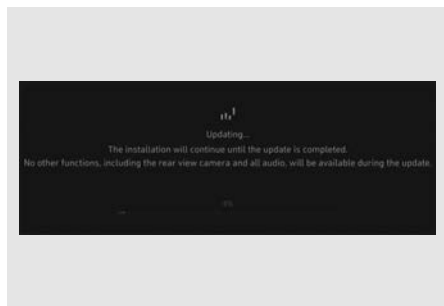 Updating...
The installation will continue until the update is completed.
No other functions, including the rear view camera and all audio, will be available during the update.